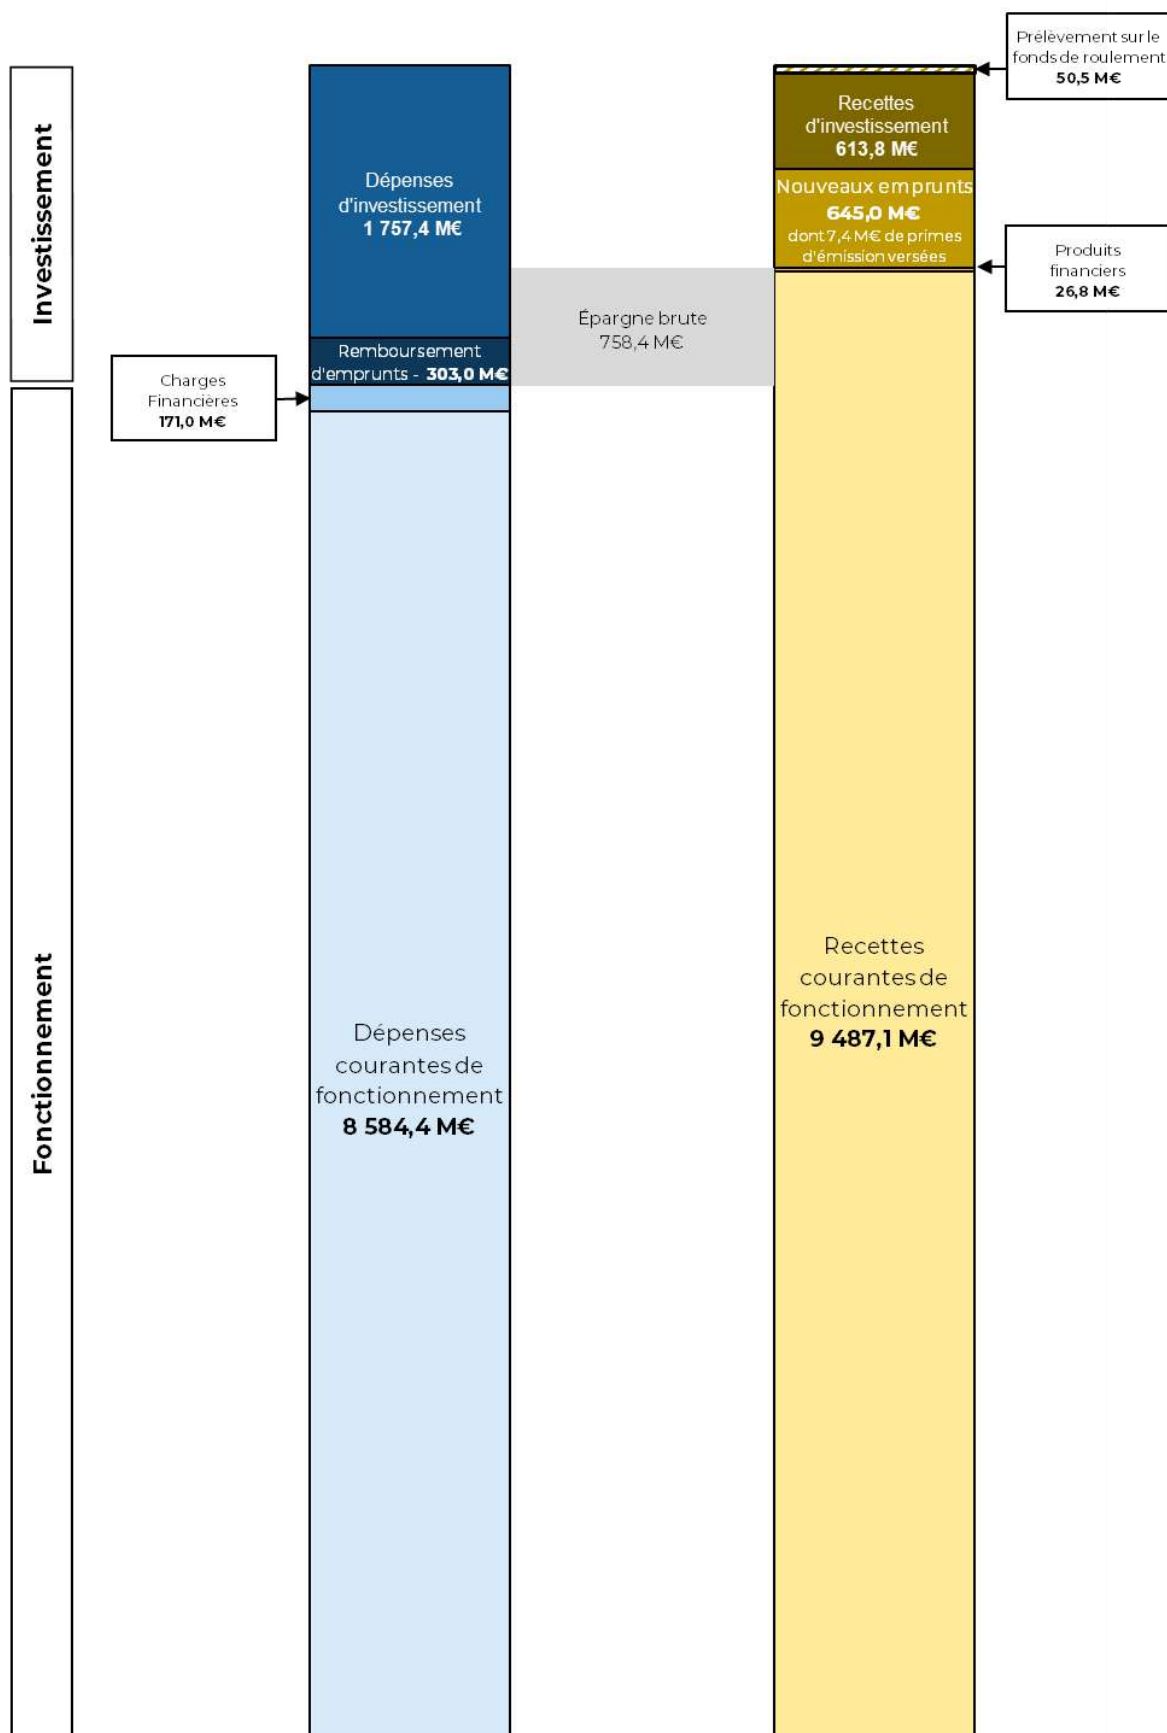 Prélèvement sur le
fonds de roulement
50,5 M€
Investissement
Dépenses
d'investissement
1 757,4 M€
Recettes
d'investissement
613,8 M€
Nouveaux emprunts
645,0 M€
dont 7,4 M€ de primes
d'émission versées
Produits
financiers
26,8 M€
Épargne brute
758,4 M€
Remboursement
d'emprunts - 303,0 M€
Charges
Financières
171,0 M€
Fonctionnement
Dépenses
courantes de
fonctionnement
8 584,4 M€
Recettes
courantes de
fonctionnement
9 487,1 M€